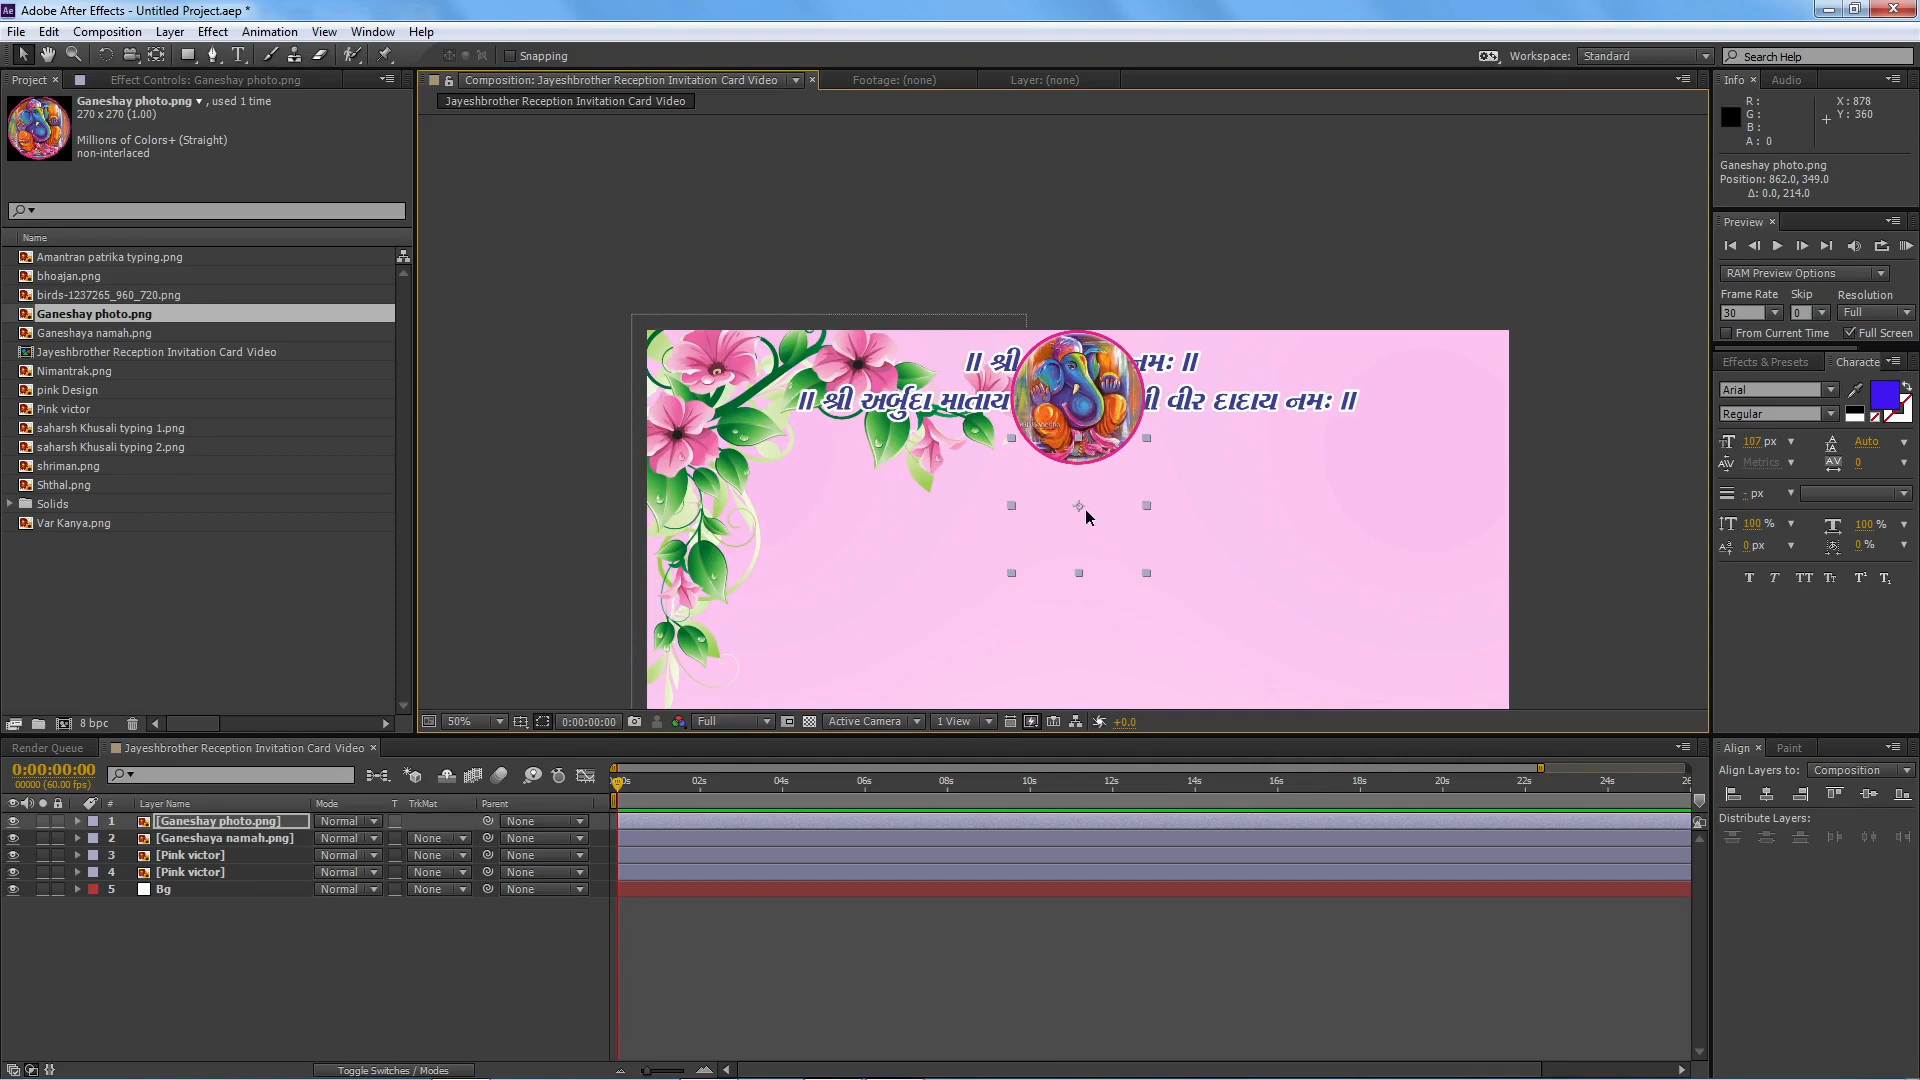 Adobe After Effects - Untitled Project.aep *
File Edit Composition Layer Effect Animation View Window Help
Snapping
Workspace: Standard
Search Help
Project Effect Controls: Ganeshay photo.png
Ganeshay photo.png , used 1 time
270 x 270 (1.00)
Millions of Colors+ (Straight)
non-interlaced
Name
Amantran patrika typing.png
bhoajan.png
birds-1237265_960_720.png
Ganeshay photo.png
Ganeshaya namah.png
Jayeshbrother Reception Invitation Card Video
Nimantrak.png
pink Design
Pink victor
saharsh Khusali typing 1.png
saharsh Khusali typing 2.png
shriman.png
Shthal.png
Solids
Var Kanya.png
8 bpc
Composition: Jayeshbrother Reception Invitation Card Video Footage: (none) Layer: (none)
Jayeshbrother Reception Invitation Card Video
॥ શ્રી નમઃ ॥
॥ શ્રી અર્બુદા માતાય શ્રી વીર દાદાય નમઃ ॥
50% 0:00:00:00 Full Active Camera 1 View +0.0
Info Audio
R : X : 878
G : Y : 360
B :
A : 0
Ganeshay photo.png
Position: 862.0, 349.0
Δ: 0.0, 214.0
Preview
RAM Preview Options
Frame Rate Skip Resolution
30 0 Full
From Current Time Full Screen
Effects & Presets Characte
Arial
Regular
107 px Auto
Metrics 0
- px
100 % 100 %
0 px 0 %
T T TT Tт T¹ T₁
Render Queue Jayeshbrother Reception Invitation Card Video
0:00:00:00
00000 (60.00 fps)
# Layer Name Mode T TrkMat Parent
1 [Ganeshay photo.png] Normal None
2 [Ganeshaya namah.png] Normal None None
3 [Pink victor] Normal None None
4 [Pink victor] Normal None None
5 Bg Normal None None
02s 04s 06s 08s 10s 12s 14s 16s 18s 20s 22s 24s
Toggle Switches / Modes
Align Paint
Align Layers to: Composition
Distribute Layers: